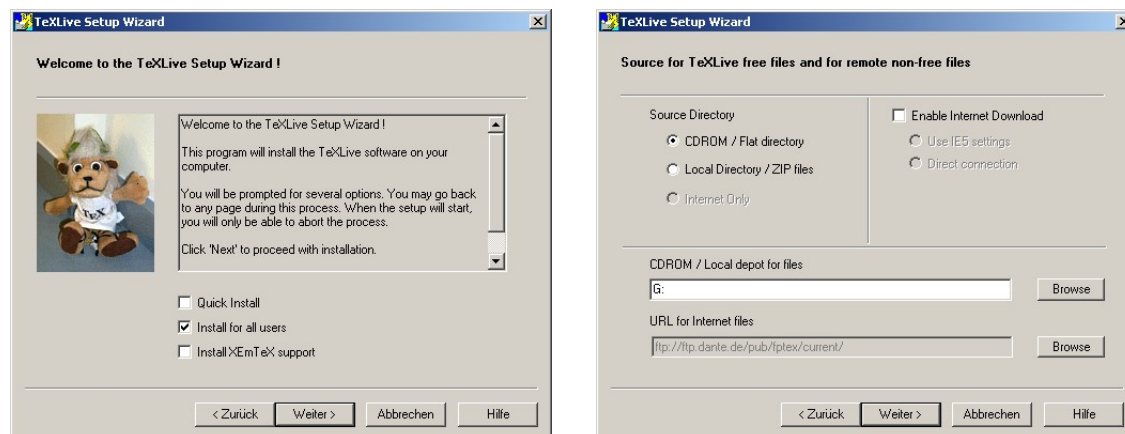 TeXLive Setup Wizard
Welcome to the TeXLive Setup Wizard !
TeX
Welcome to the TeXLive Setup Wizard !
This program will install the TeXLive software on your
computer.
You will be prompted for several options. You may go back
to any page during this process. When the setup will start,
you will only be able to abort the process.
Click 'Next' to proceed with installation.
Quick Install
Install for all users
Install XEmTeX support
< Zurück
Weiter >
Abbrechen
Hilfe
TeXLive Setup Wizard
Source for TeXLive free files and for remote non-free files
Source Directory
CDROM / Flat directory
Local Directory / ZIP files
Internet Only
Enable Internet Download
Use IE5 settings
Direct connection
CDROM / Local depot for files
G:
Browse
URL for Internet files
ftp://ftp.dante.de/pub/fptex/current/
Browse
< Zurück
Weiter >
Abbrechen
Hilfe